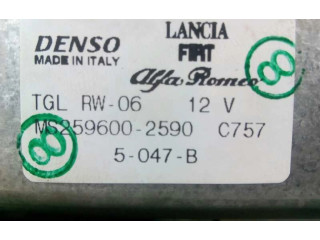 DENSO LANCIA
MADE IN ITALY FIAT
Alfa Romeo
TGL RW-06 12 V
MS259600-2590 C757
5-047-B